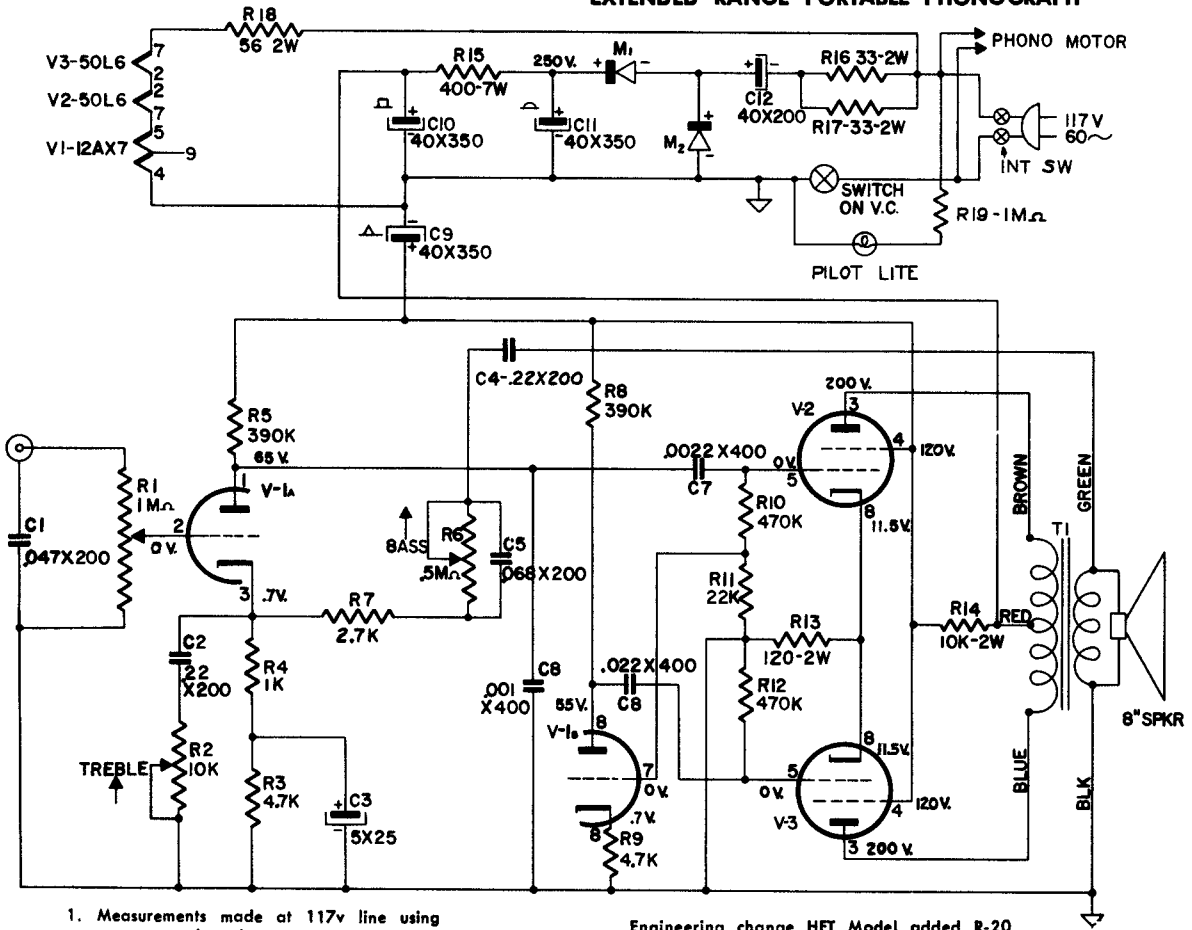 EXTENDED RANGE PORTABLE PHONOGRAPH
R18
56 2W
V3-50L6
7
2
V2-50L6
2
7
V1-12AX7
5
9
4
R15
400-7W
250V.
M1
+
-
+
C12
40X200
R16 33-2W
R17-33-2W
PHONO MOTOR
117V
60~
INT SW
+
C10
40X350
+
C11
40X350
+
M2
-
SWITCH
ON V.C.
R19-1MΩ
PILOT LITE
-
C9
+
40X350
C4-.22X200
R8
390K
R5
390K
65V.
1
V-1A
R1
1MΩ
C1
.047X200
2
0V.
3
.7V.
R7
2.7K
BASS
R6
.5MΩ
C5
.068X200
.0022X400
C7
200V.
V-2
3
4
120V.
0V.
5
8
11.5V.
R10
470K
R11
22K
R13
120-2W
R12
470K
R14
10K-2W
RED
BROWN
GREEN
T1
BLUE
BLK
8"SPKR
C2
.22
X200
R4
1K
C8
.001
X400
.022X400
C8
55V.
8
V-1B
7
0V.
.7V.
8
R9
4.7K
TREBLE
R2
10K
R3
4.7K
+
C3
-
5X25
8
11.5V.
5
0V.
V-3
4
120V.
3
200V.
1. Measurements made at 117v line using
Engineering change HFT Model added R-20